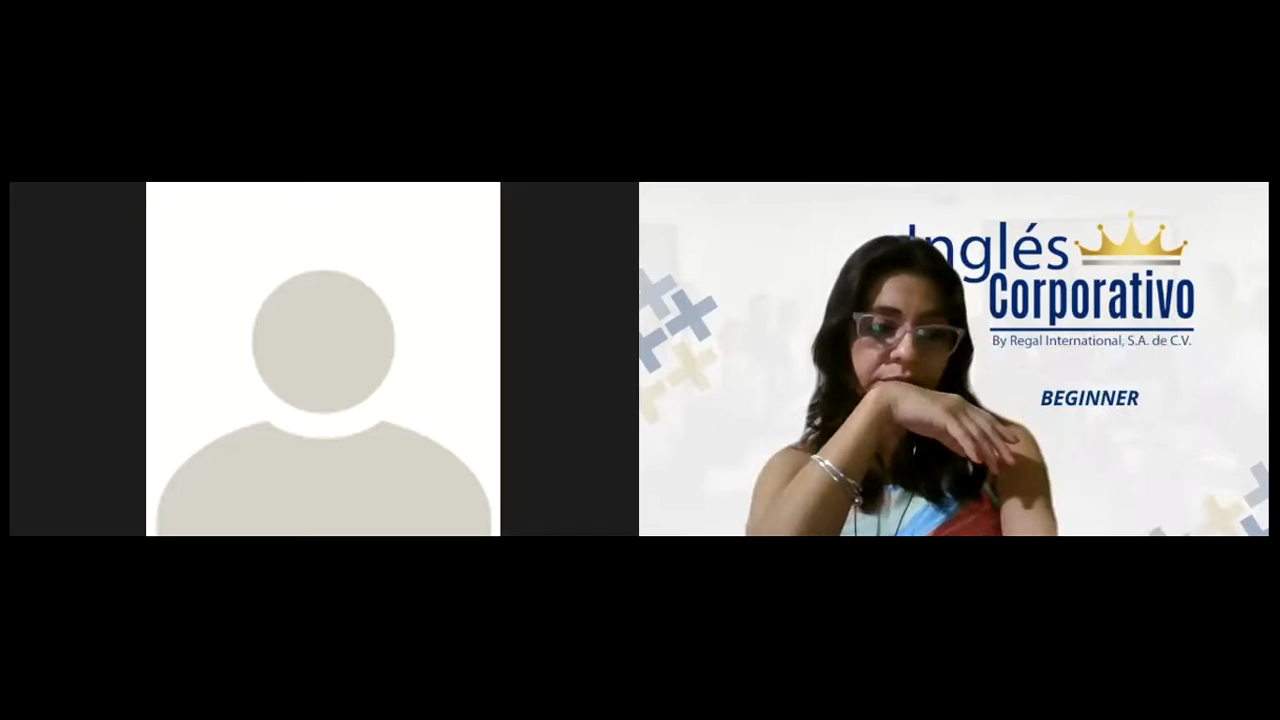 Inglés
Corporativo
By Regal International, S.A. de C.V.
BEGINNER